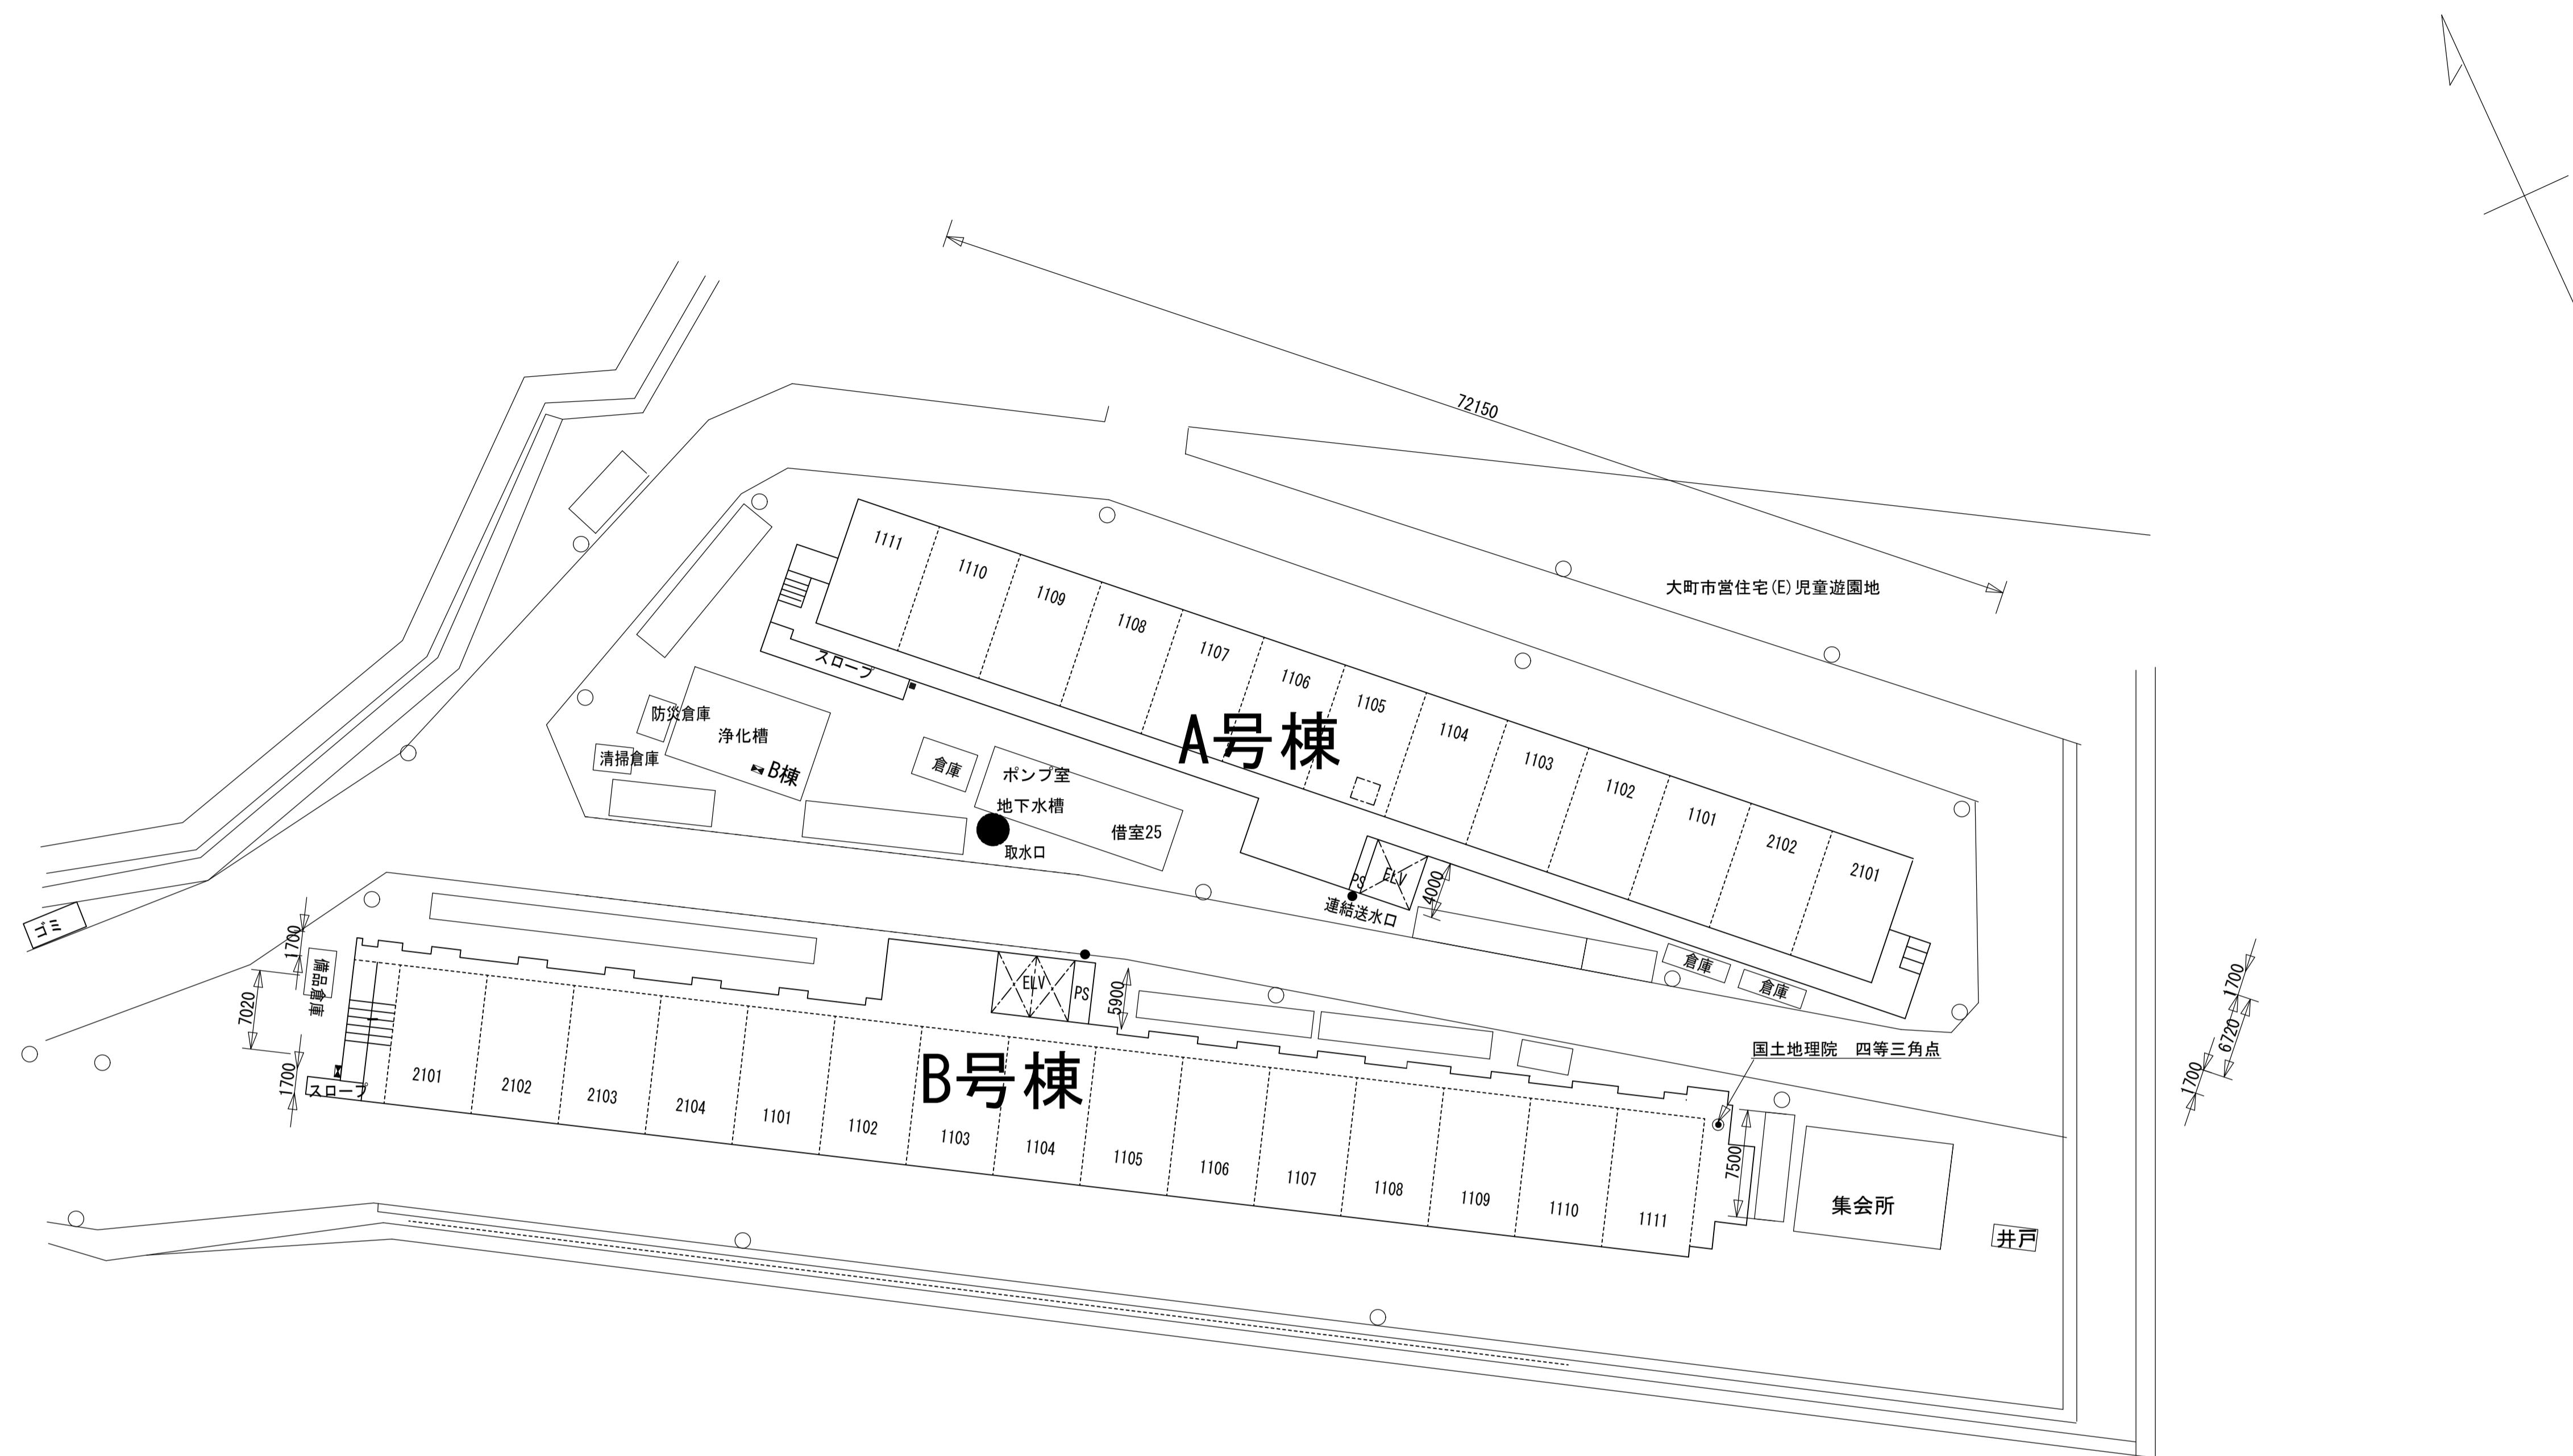 72150
大町市営住宅(E)児童遊園地
1111
1110
1109
1108
1107
1106
1105
1104
1103
1102
1101
2102
2101
スロープ
A号棟
防災倉庫
浄化槽
清掃倉庫
B棟
倉庫
ポンプ室
地下水槽
借室25
取水口
PS
ELV
4000
連結送水口
倉庫
倉庫
ゴミ
1700
備品倉庫
7020
1700
スロープ
ELV
PS
5900
B号棟
2101
2102
2103
2104
1101
1102
1103
1104
1105
1106
1107
1108
1109
1110
1111
国土地理院 四等三角点
7500
集会所
井戸
1700
6720
1700